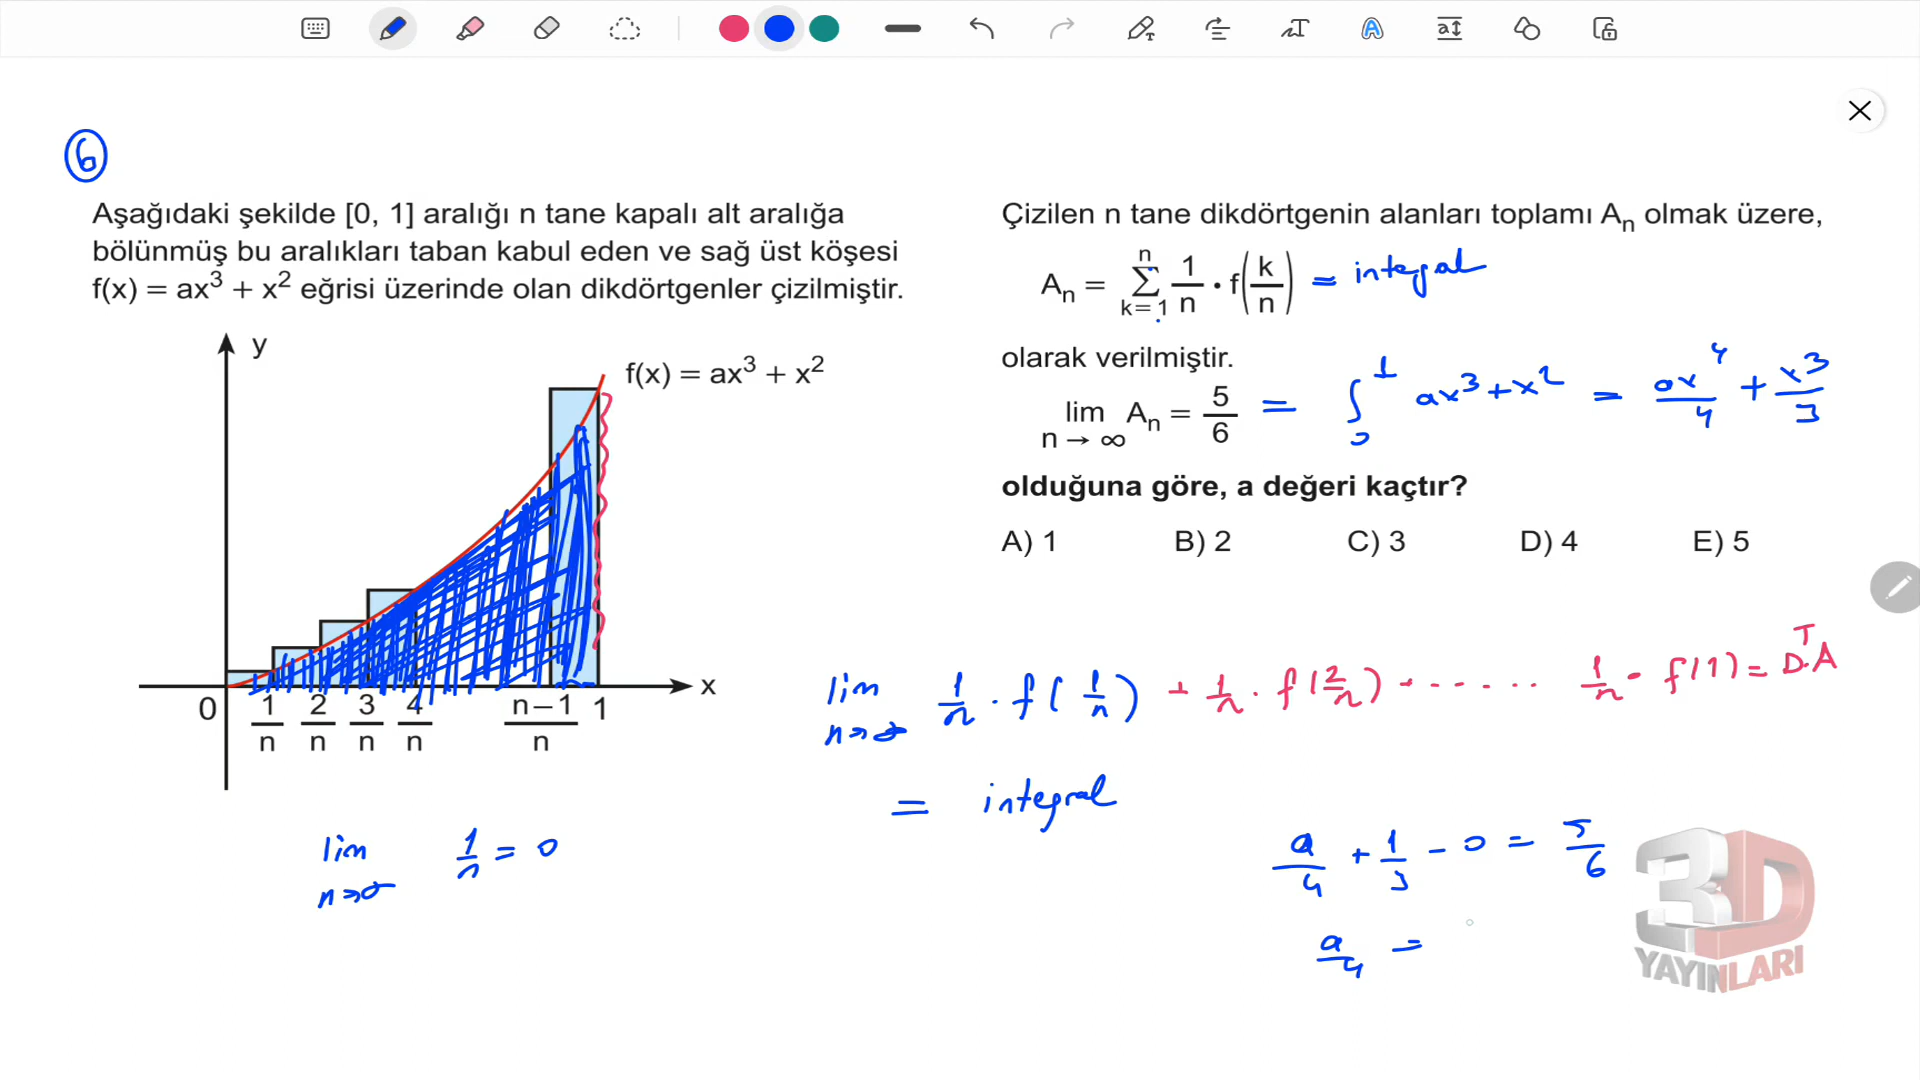 6
Aşağıdaki şekilde [0, 1] aralığı n tane kapalı alt aralığa
bölünmüş bu aralıkları taban kabul eden ve sağ üst köşesi
f(x) = ax³ + x² eğrisi üzerinde olan dikdörtgenler çizilmiştir.
y
f(x) = ax³ + x²
x
0 1/n 2/n 3/n 4/n n−1/n 1
lim n→∞ 1/n = 0
Çizilen n tane dikdörtgenin alanları toplamı Aₙ olmak üzere,
Aₙ = n Σ k=1 1/n · f(k/n) = integral
olarak verilmiştir.
lim n→∞ Aₙ = 5/6 = ∫₀¹ ax³+x² = ax⁴/4 + x³/3
olduğuna göre, a değeri kaçtır?
A) 1 B) 2 C) 3 D) 4 E) 5
lim n→∞ 1/n · f(1/n) + 1/n · f(2/n) + ...... 1/n · f(1) = DTA
= integral
a/4 + 1/3 − 0 = 5/6
a/4 =
3D
YAYINLARI